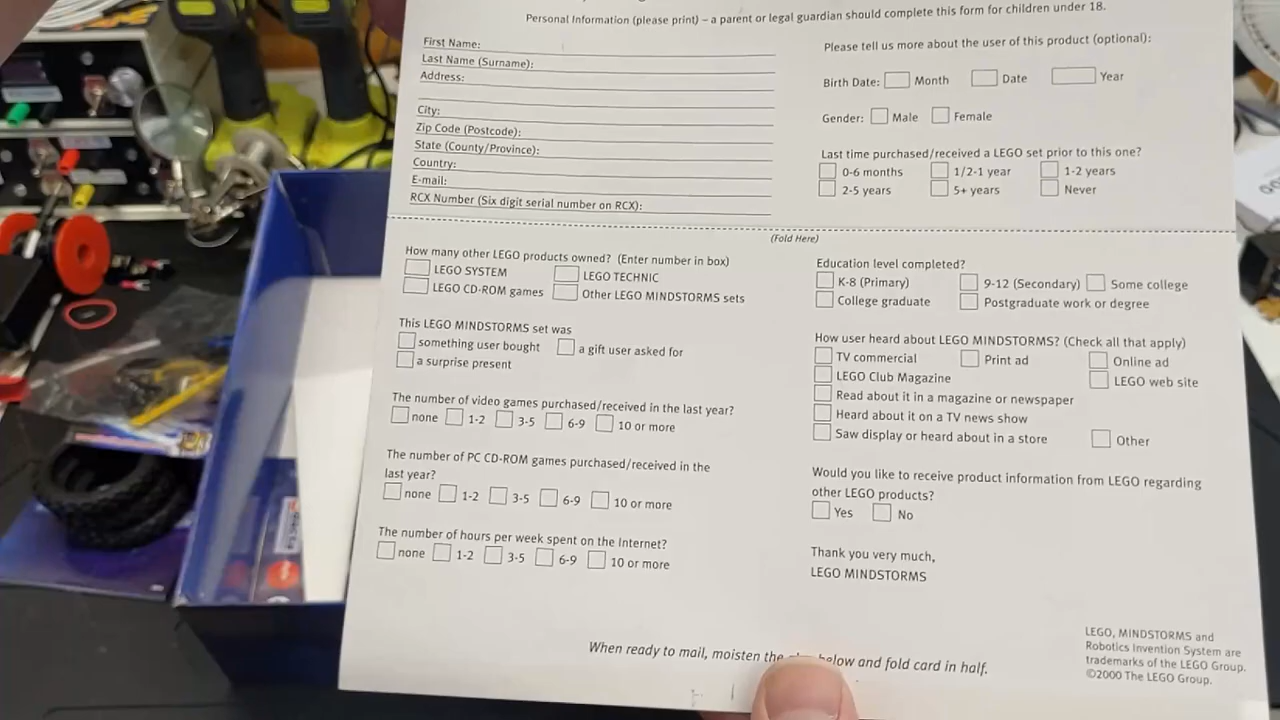 Personal Information (please print) – a parent or legal guardian should complete this form for children under 18.
First Name:
Last Name (Surname):
Address:
City:
Zip Code (Postcode):
State (County/Province):
Country:
E-mail:
RCX Number (Six digit serial number on RCX):
Please tell us more about the user of this product (optional):
Birth Date: Month Date Year
Gender: Male Female
Last time purchased/received a LEGO set prior to this one?
0-6 months 1/2-1 year 1-2 years
2-5 years 5+ years Never
(Fold Here)
How many other LEGO products owned? (Enter number in box)
LEGO SYSTEM LEGO TECHNIC
LEGO CD-ROM games Other LEGO MINDSTORMS sets
This LEGO MINDSTORMS set was
something user bought a gift user asked for
a surprise present
The number of video games purchased/received in the last year?
none 1-2 3-5 6-9 10 or more
The number of PC CD-ROM games purchased/received in the
last year?
none 1-2 3-5 6-9 10 or more
The number of hours per week spent on the Internet?
none 1-2 3-5 6-9 10 or more
Education level completed?
K-8 (Primary) 9-12 (Secondary) Some college
College graduate Postgraduate work or degree
How user heard about LEGO MINDSTORMS? (Check all that apply)
TV commercial Print ad Online ad
LEGO Club Magazine LEGO web site
Read about it in a magazine or newspaper
Heard about it on a TV news show
Saw display or heard about in a store Other
Would you like to receive product information from LEGO regarding
other LEGO products?
Yes No
Thank you very much,
LEGO MINDSTORMS
When ready to mail, moisten the below and fold card in half.
LEGO, MINDSTORMS and
Robotics Invention System are
trademarks of the LEGO Group.
©2000 The LEGO Group.